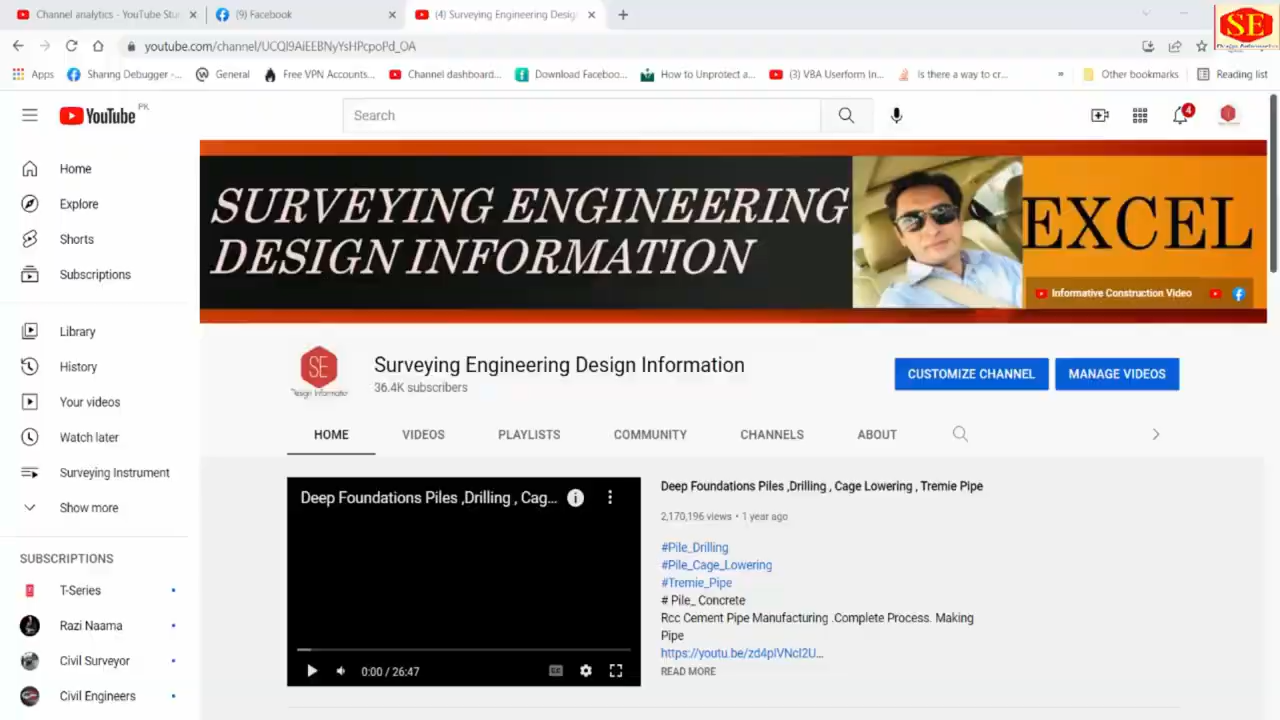 Channel analytics - YouTube Stu
(9) Facebook
(4) Surveying Engineering Desig
SE
youtube.com/channel/UCQI9AiEEBNyYsHPcpoPd_OA
Apps
Sharing Debugger -...
General
Free VPN Accounts...
Channel dashboard...
Download Faceboo...
How to Unprotect a...
(3) VBA Userform In...
Is there a way to cr...
»
Other bookmarks
Reading list
YouTube PK
Search
4
Home
Explore
Shorts
Subscriptions
Library
History
Your videos
Watch later
Surveying Instrument
Show more
SUBSCRIPTIONS
T-Series
Razi Naama
Civil Surveyor
Civil Engineers
SURVEYING ENGINEERING
DESIGN INFORMATION
EXCEL
Informative Construction Video
SE
Design Informatio
Surveying Engineering Design Information
36.4K subscribers
CUSTOMIZE CHANNEL
MANAGE VIDEOS
HOME
VIDEOS
PLAYLISTS
COMMUNITY
CHANNELS
ABOUT
Deep Foundations Piles ,Drilling , Cag...
0:00 / 26:47
Deep Foundations Piles ,Drilling , Cage Lowering , Tremie Pipe
2,170,196 views • 1 year ago
#Pile_Drilling
#Pile_Cage_Lowering
#Tremie_Pipe
# Pile_ Concrete
Rcc Cement Pipe Manufacturing .Complete Process. Making
Pipe
https://youtu.be/zd4plVNcI2U...
READ MORE